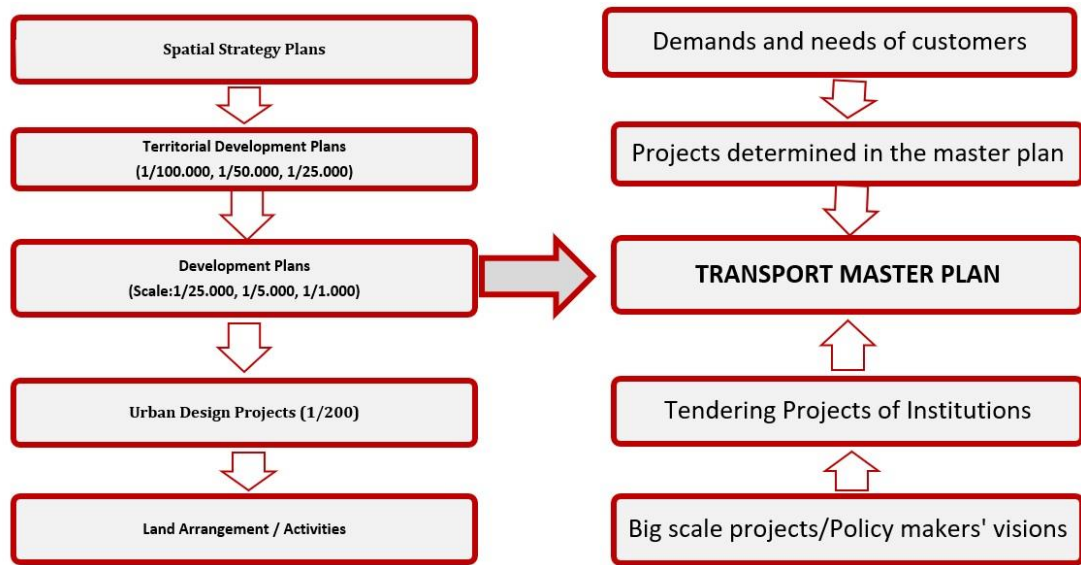 Spatial Strategy Plans
Territorial Development Plans
(1/100.000, 1/50.000, 1/25.000)
Development Plans
(Scale:1/25.000, 1/5.000, 1/1.000)
Urban Design Projects (1/200)
Land Arrangement / Activities
Demands and needs of customers
Projects determined in the master plan
TRANSPORT MASTER PLAN
Tendering Projects of Institutions
Big scale projects/Policy makers' visions